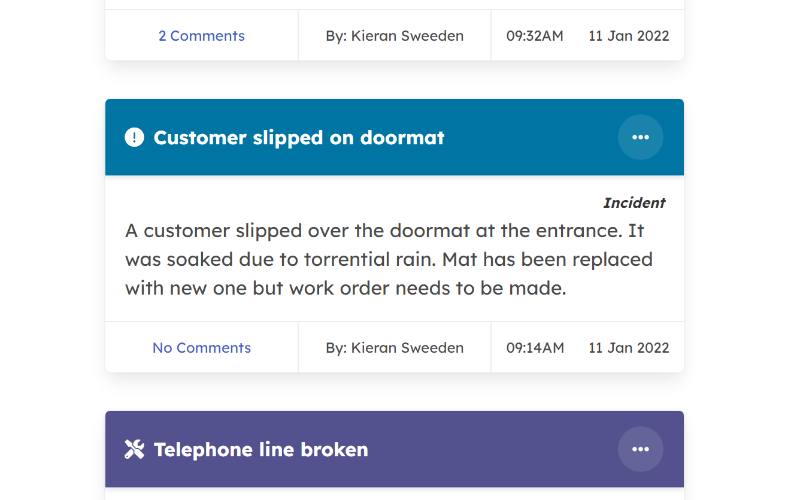 2 Comments By: Kieran Sweeden 09:32AM 11 Jan 2022
Customer slipped on doormat
Incident
A customer slipped over the doormat at the entrance. It
was soaked due to torrential rain. Mat has been replaced
with new one but work order needs to be made.
No Comments By: Kieran Sweeden 09:14AM 11 Jan 2022
Telephone line broken